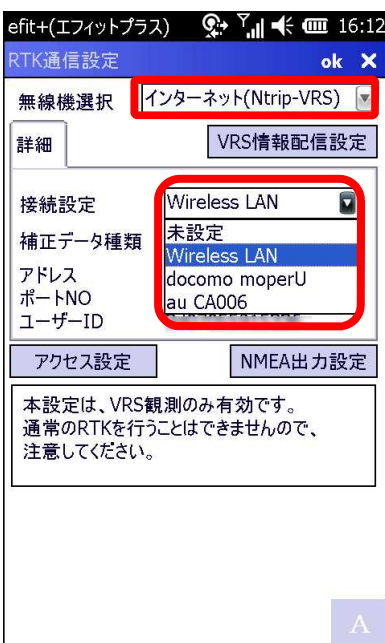 efit+(エフィットプラス) 16:12
RTK通信設定 ok ×
無線機選択 インターネット(Ntrip-VRS)
詳細 VRS情報配信設定
接続設定 Wireless LAN
補正データ種類 未設定
Wireless LAN
アドレス docomo moperU
ポートNO au CA006
ユーザーID
アクセス設定 NMEA出力設定
本設定は、VRS観測のみ有効です。
通常のRTKを行うことはできませんので、
注意してください。
A